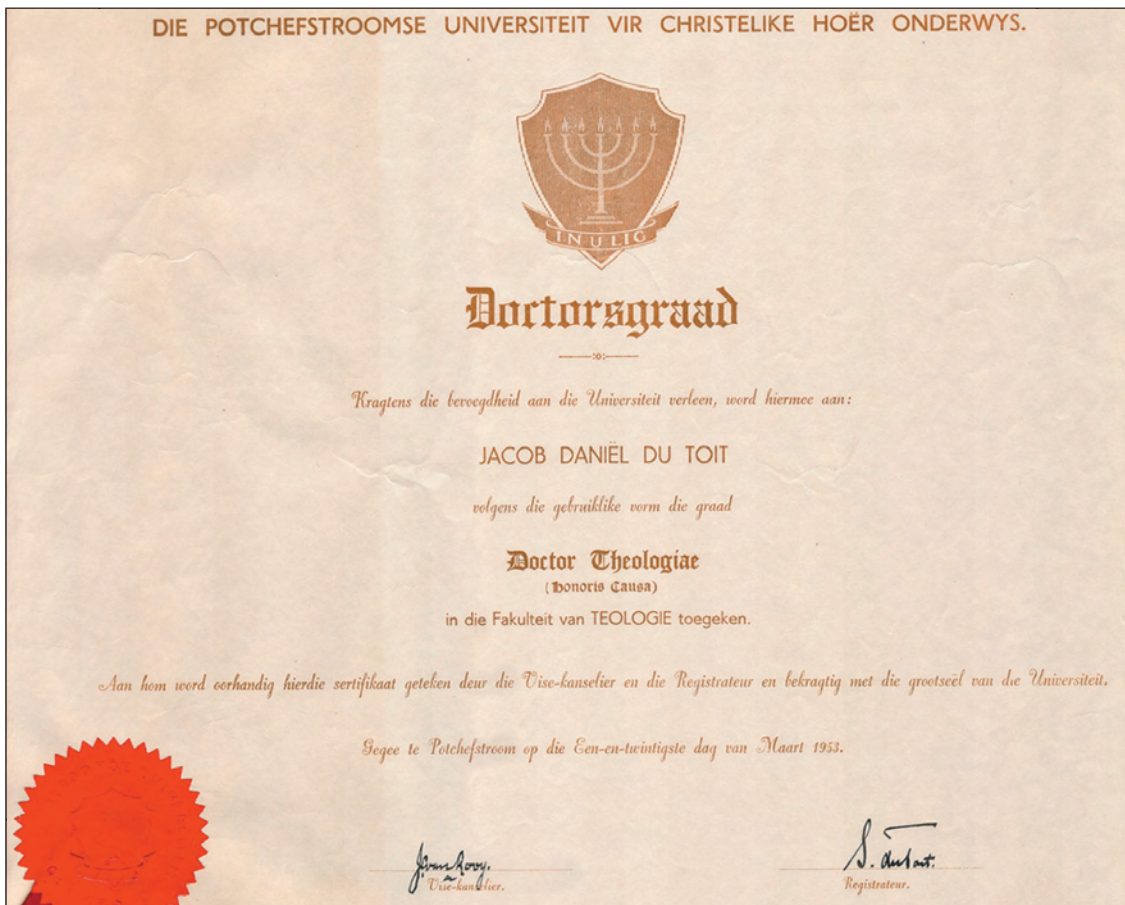 DIE POTCHEFSTROOMSE UNIVERSITEIT VIR CHRISTELIKE HOËR ONDERWYS.
IN U LIG
Doctorsgraad
Kragtens die bevoegdheid aan die Universiteit verleen, word hiermee aan:
JACOB DANIËL DU TOIT
volgens die gebruiklike vorm die graad
Doctor Theologiae
(Honoris Causa)
in die Fakulteit van TEOLOGIE toegeken.
Aan hom word oorhandig hierdie sertifikaat geteken deur die Vise-kanselier en die Registrateur en bekragtig met die grootseël van die Universiteit.
Gegee te Potchefstroom op die Een-en-twintigste dag van Maart 1953.
J. van Rooy.
Vise-kanselier.
S. du Toit.
Registrateur.